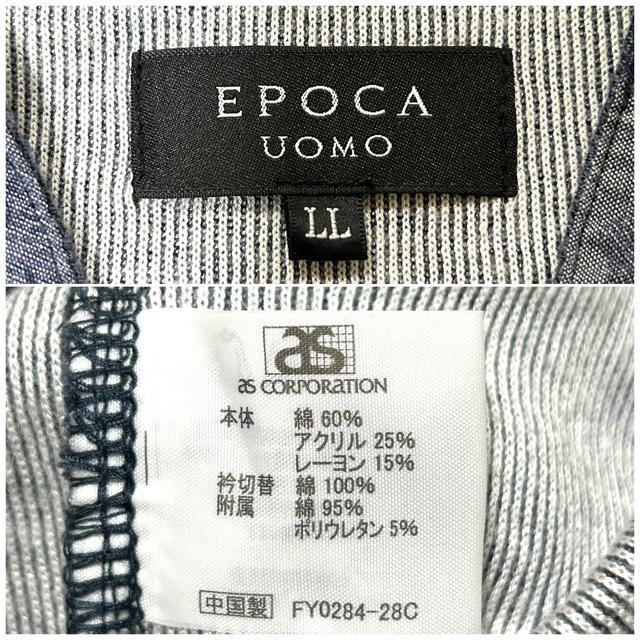 EPOCA
UOMO
LL
as
as CORPORATION
本体 綿 60%
アクリル 25%
レーヨン 15%
衿切替 綿 100%
附属 綿 95%
ポリウレタン 5%
中国製 FY0284-28C